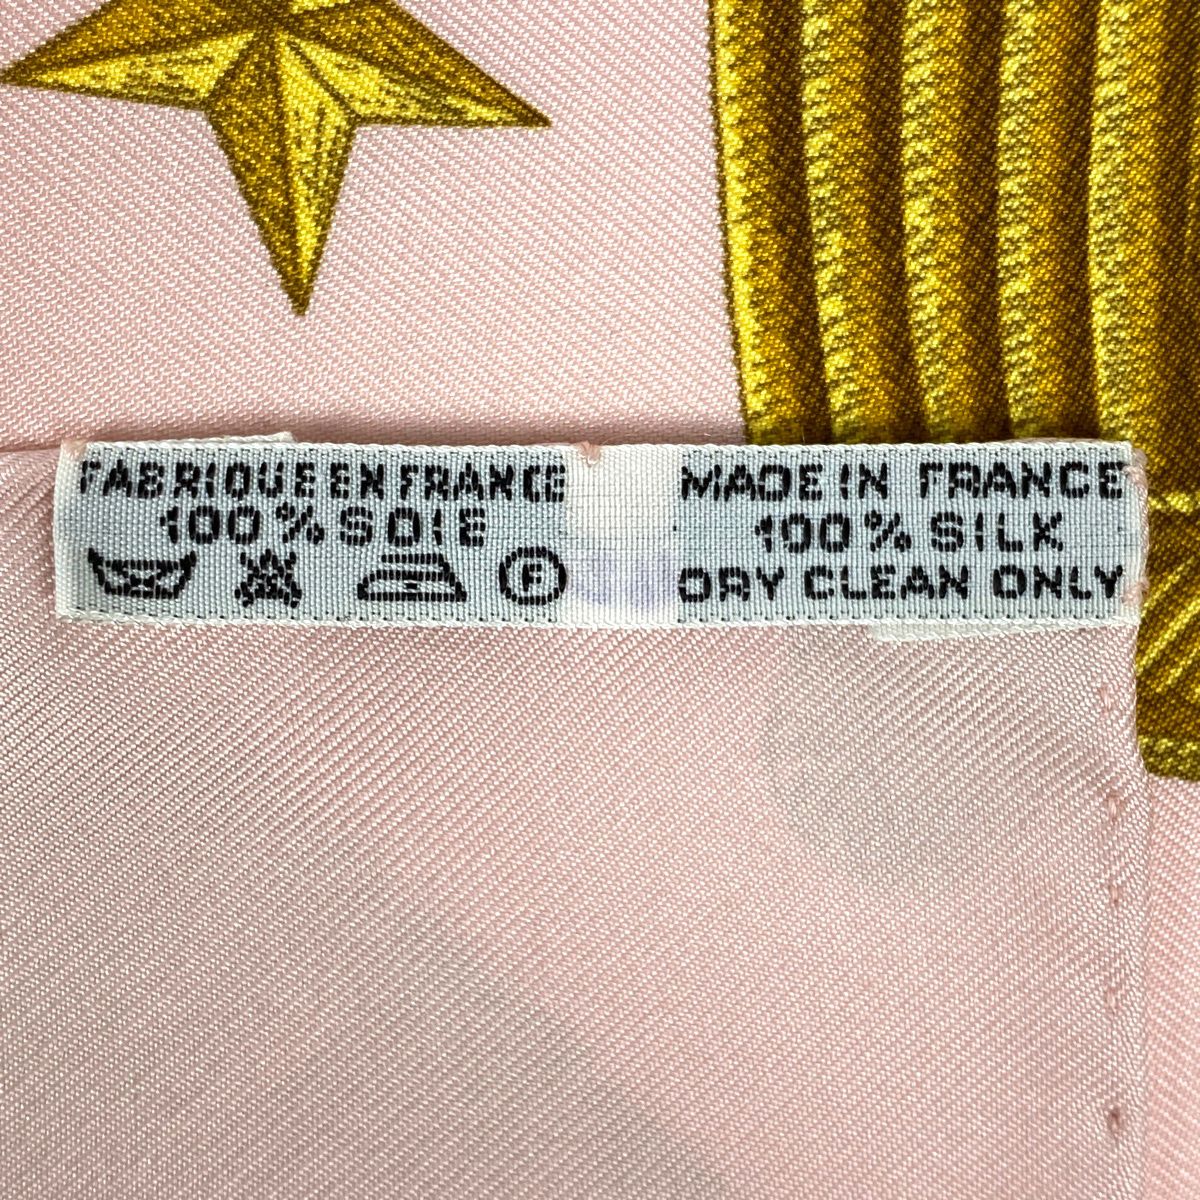 FABRIQUE EN FRANCE
100% SOIE
F
MADE IN FRANCE
100% SILK
DRY CLEAN ONLY